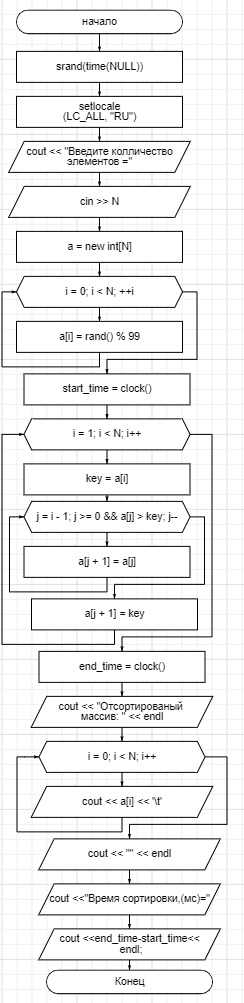 начало
srand(time(NULL))
setlocale
(LC_ALL, "RU")
cout << "Введите колличество
элементов ="
cin >> N
a = new int[N]
i = 0; i < N; ++i
a[i] = rand() % 99
start_time = clock()
i = 1; i < N; i++
key = a[i]
j = i - 1; j >= 0 && a[j] > key; j--
a[j + 1] = a[j]
a[j + 1] = key
end_time = clock()
cout << "Отсортированый
массив: " << endl
i = 0; i < N; i++
cout << a[i] << '\t'
cout << "" << endl
cout <<"Время сортировки,(мс)="
cout <<end_time-start_time<<
endl;
Конец